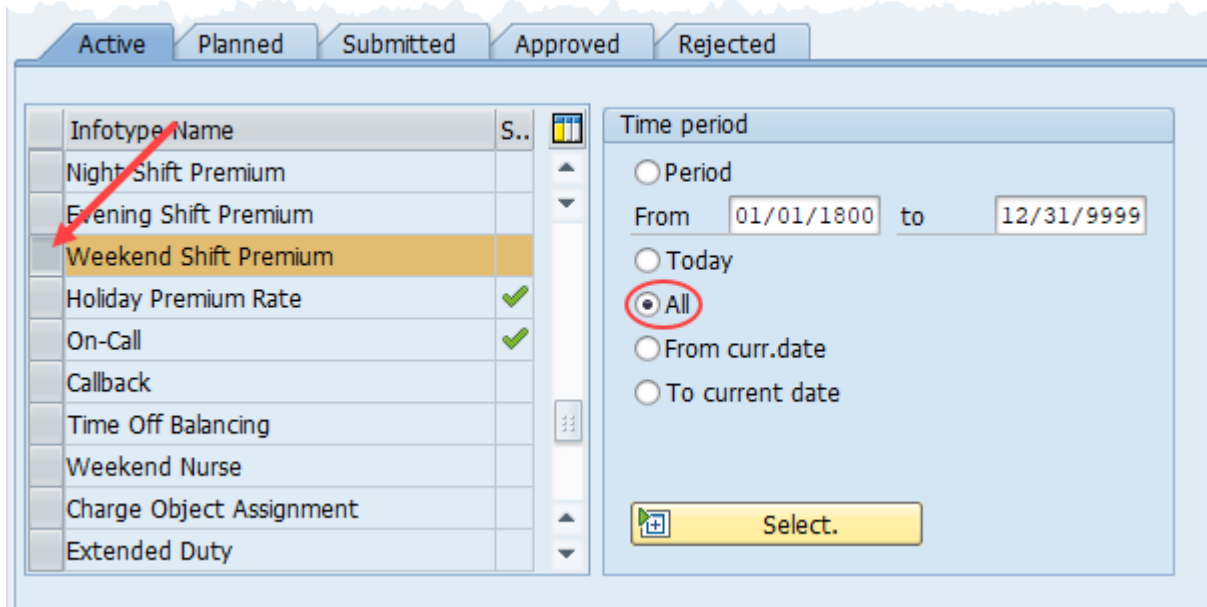 Active Planned Submitted Approved Rejected
Infotype Name S..
Night Shift Premium
Evening Shift Premium
Weekend Shift Premium
Holiday Premium Rate
On-Call
Callback
Time Off Balancing
Weekend Nurse
Charge Object Assignment
Extended Duty
Time period
Period
From 01/01/1800 to 12/31/9999
Today
All
From curr.date
To current date
Select.